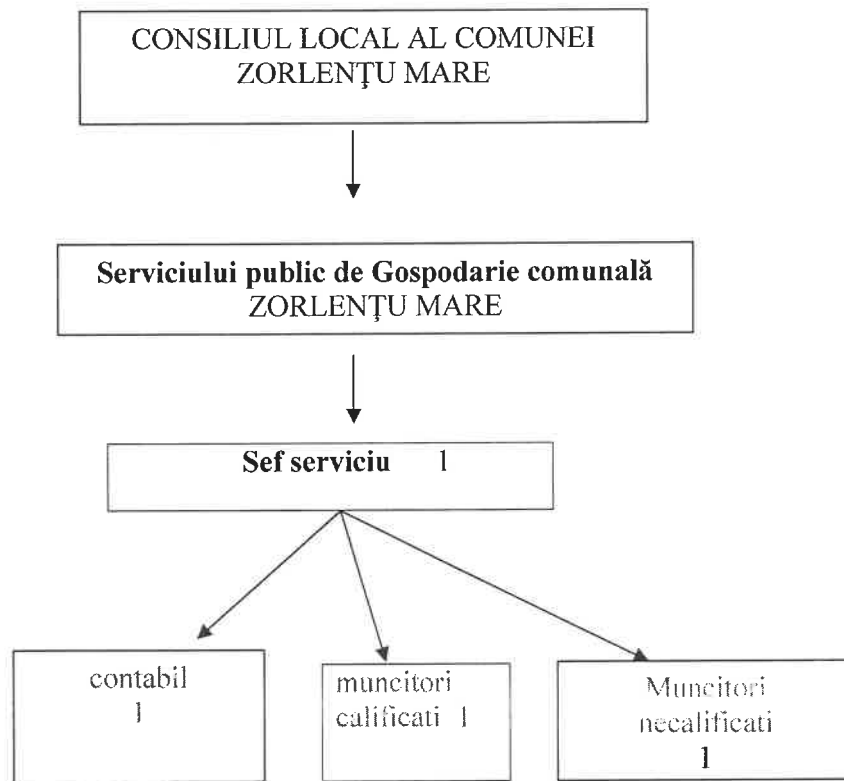 CONSILIUL LOCAL AL COMUNEI
ZORLENŢU MARE
Serviciului public de Gospodarie comunală
ZORLENŢU MARE
Sef serviciu 1
contabil
1
muncitori
calificati 1
Muncitori
necalificati
1